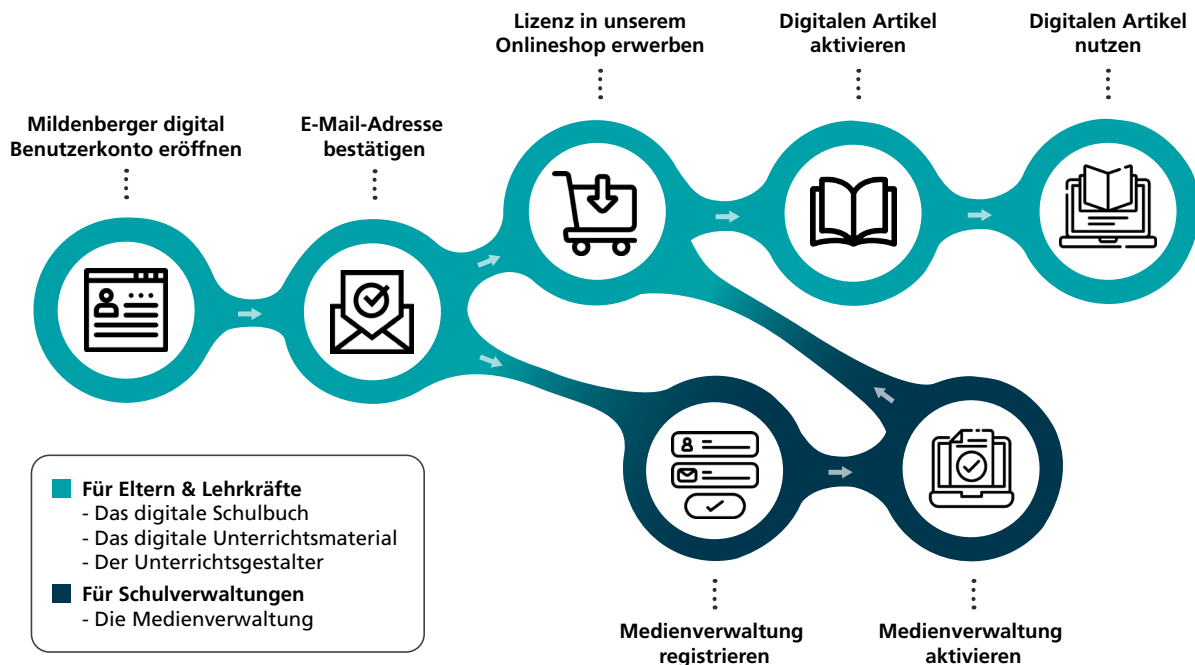 Lizenz in unserem
Onlineshop erwerben
Digitalen Artikel
aktivieren
Digitalen Artikel
nutzen
Mildenberger digital
Benutzerkonto eröffnen
E-Mail-Adresse
bestätigen
Für Eltern & Lehrkräfte
- Das digitale Schulbuch
- Das digitale Unterrichtsmaterial
- Der Unterrichtsgestalter
Für Schulverwaltungen
- Die Medienverwaltung
Medienverwaltung
registrieren
Medienverwaltung
aktivieren